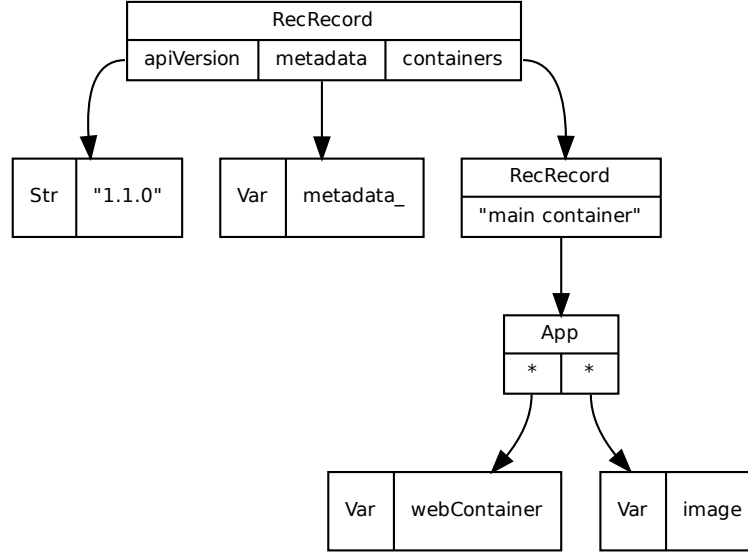 RecRecord
apiVersion metadata containers
Str "1.1.0" Var metadata_ RecRecord
"main container"
App
* *
Var webContainer Var image